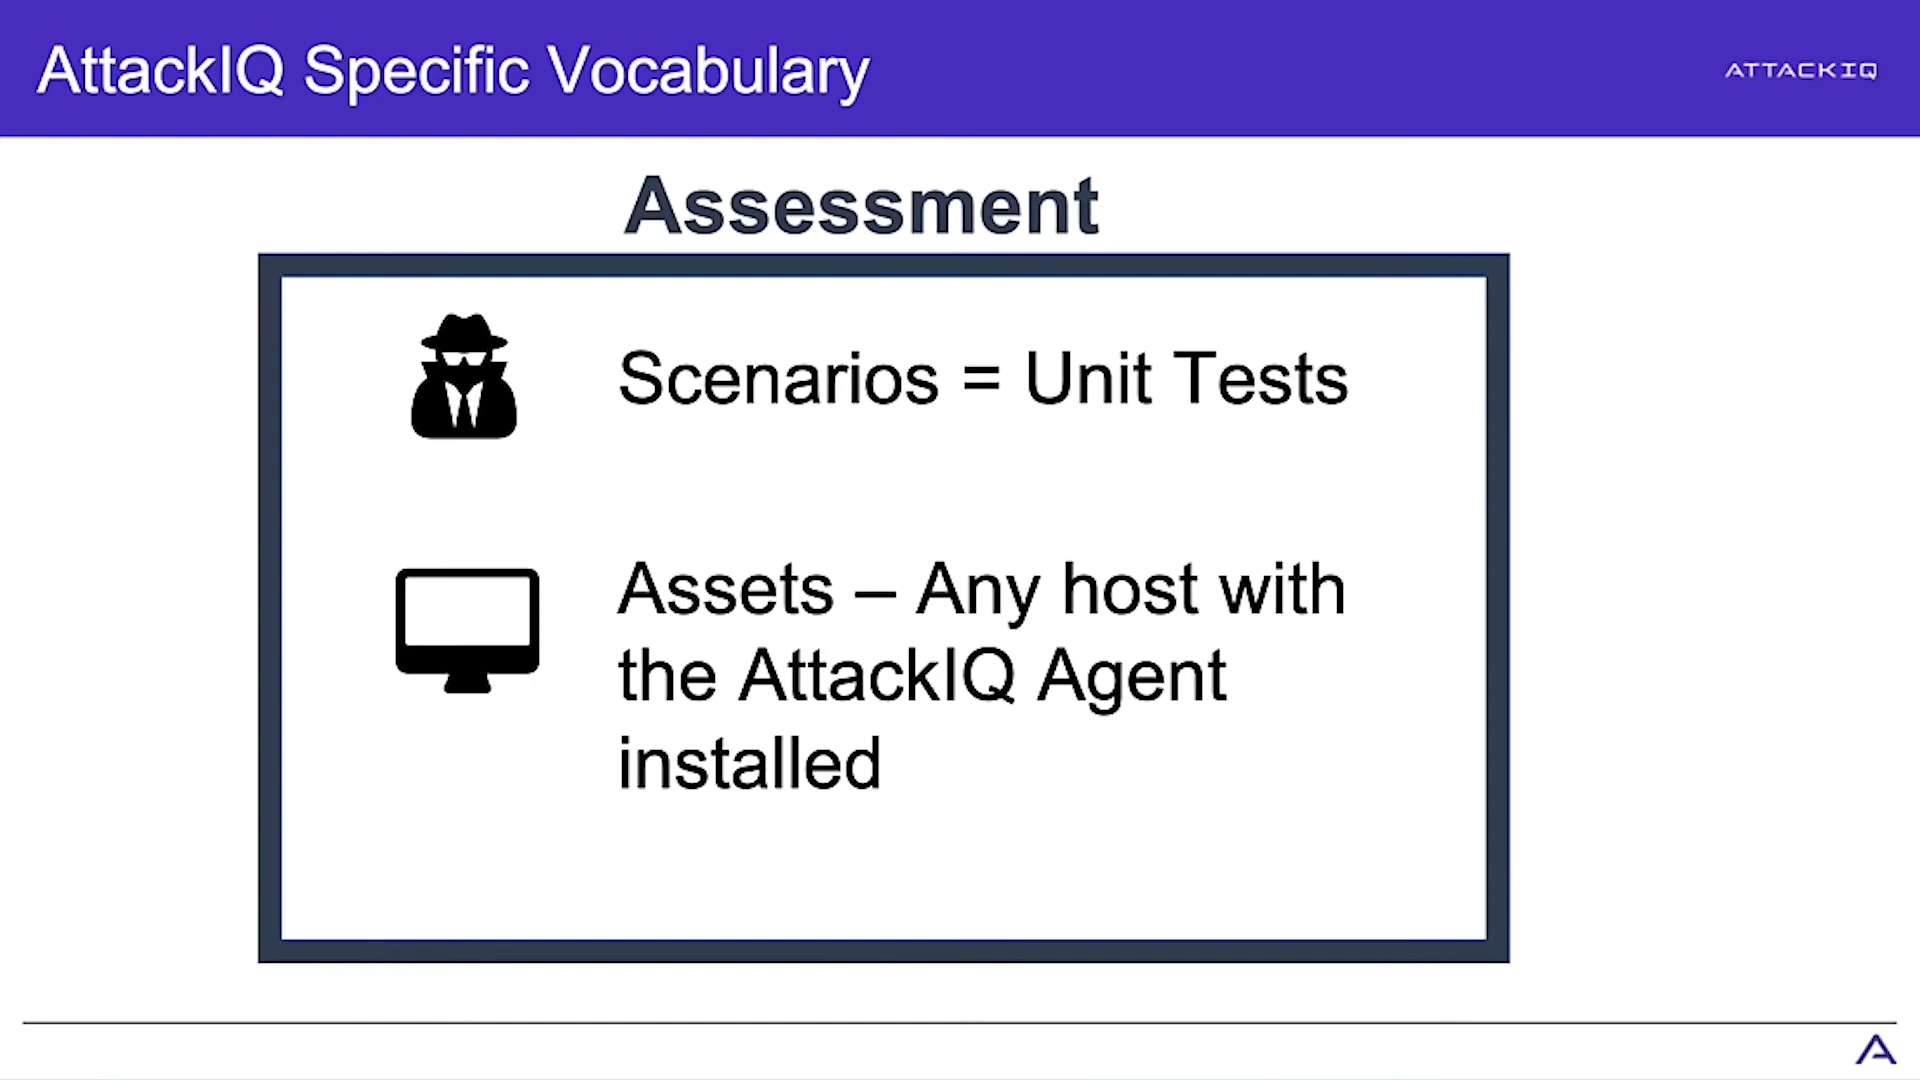 AttackIQ Specific Vocabulary
ATTACKIQ
Assessment
Scenarios = Unit Tests
Assets – Any host with
the AttackIQ Agent
installed